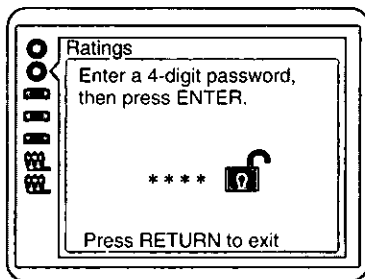 Ratings
Enter a 4-digit password,
then press ENTER.
* * * *
Press RETURN to exit